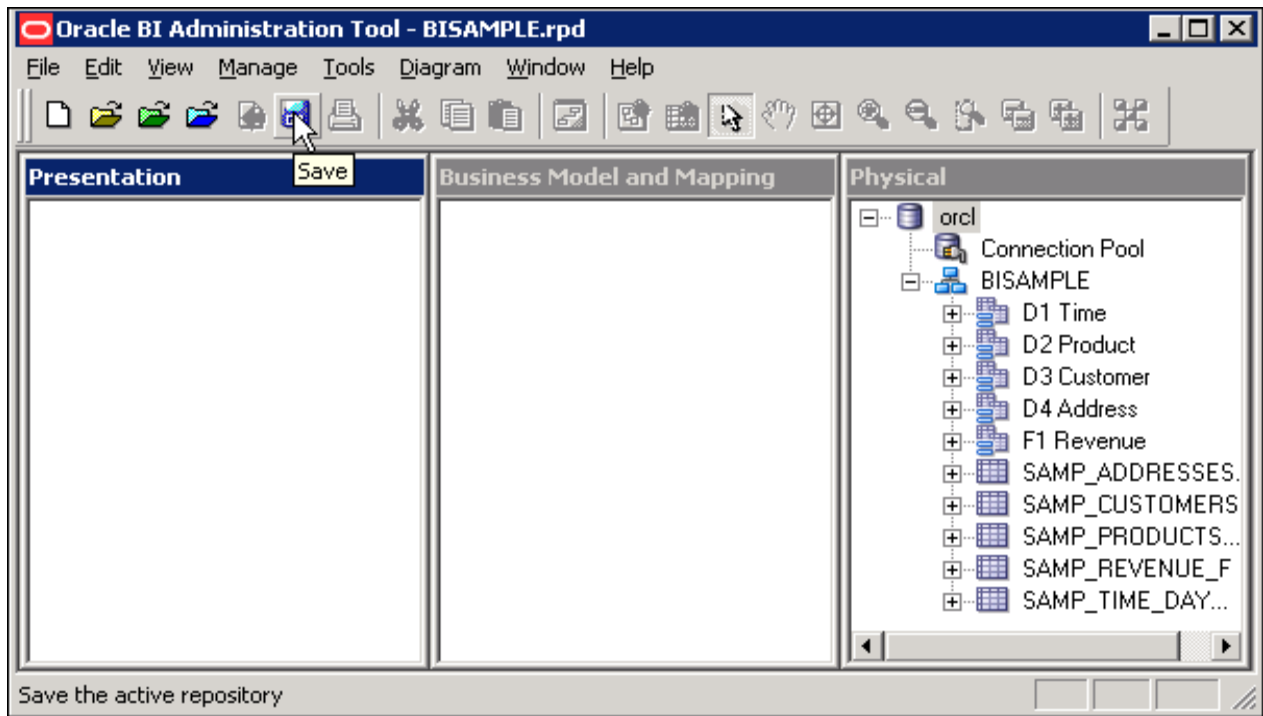 Oracle BI Administration Tool - BISAMPLE.rpd
File Edit View Manage Tools Diagram Window Help
Save
Presentation
Business Model and Mapping
Physical
orcl
Connection Pool
BISAMPLE
D1 Time
D2 Product
D3 Customer
D4 Address
F1 Revenue
SAMP_ADDRESSES.
SAMP_CUSTOMERS
SAMP_PRODUCTS...
SAMP_REVENUE_F
SAMP_TIME_DAY...
Save the active repository